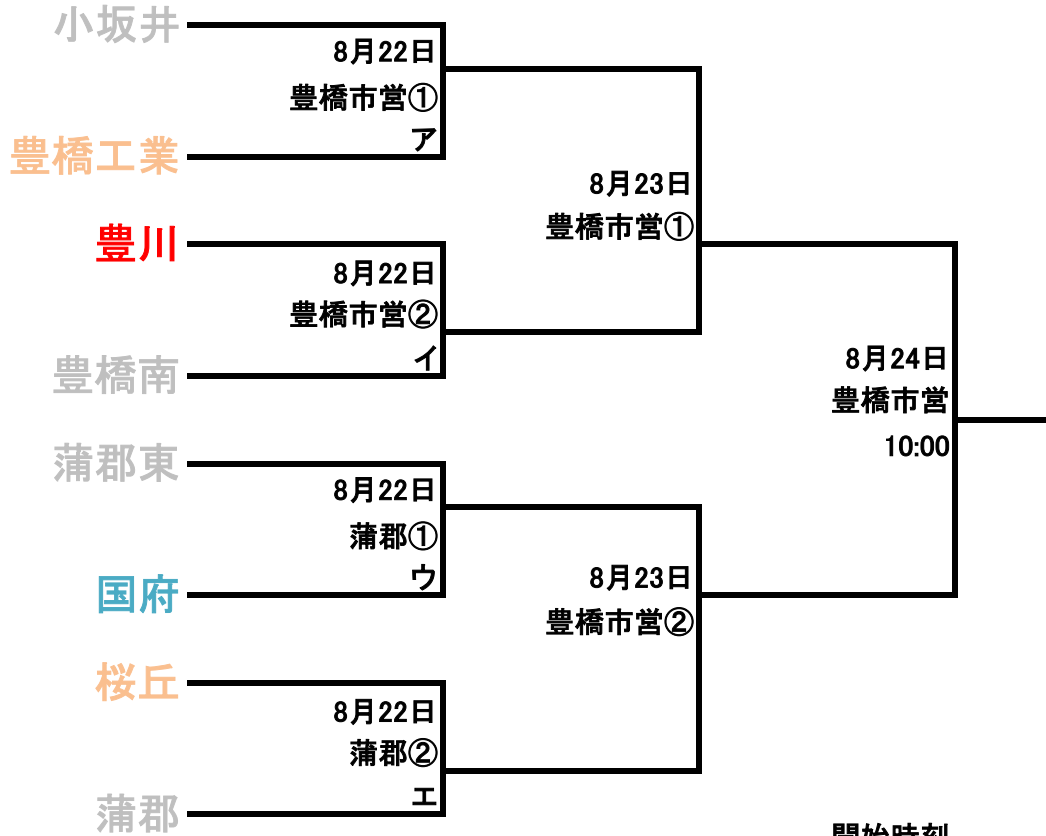 小坂井
8月22日
豊橋市営①
ア
豊橋工業
8月23日
豊橋市営①
豊川
8月22日
豊橋市営②
イ
豊橋南
8月24日
豊橋市営
10:00
蒲郡東
8月22日
蒲郡①
ウ
国府
8月23日
豊橋市営②
桜丘
8月22日
蒲郡②
エ
蒲郡
開始時刻